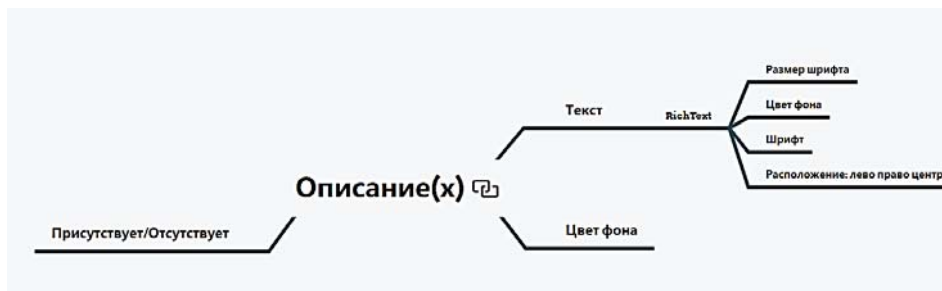 Размер шрифта
Текст
RichText
Цвет фона
Шрифт
Расположение: лево право центр
Описание(x)
Присутствует/Отсутствует
Цвет фона